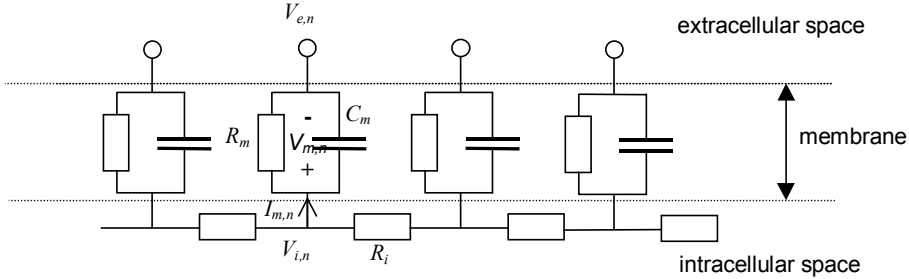 V_{e,n}
extracellular space
C_m
-
R_m
V_{m,n}
membrane
+
I_{m,n}
V_{i,n}
R_i
intracellular space